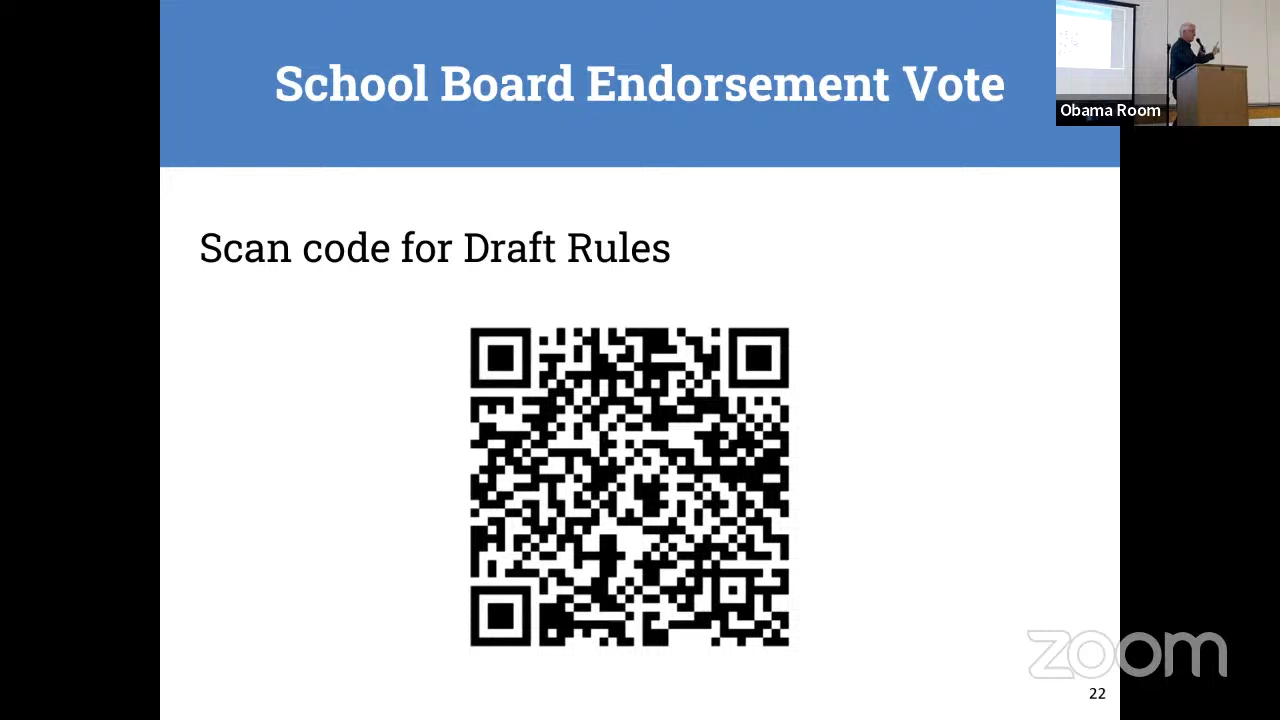 School Board Endorsement Vote
Obama Room
Scan code for Draft Rules
zoom
22